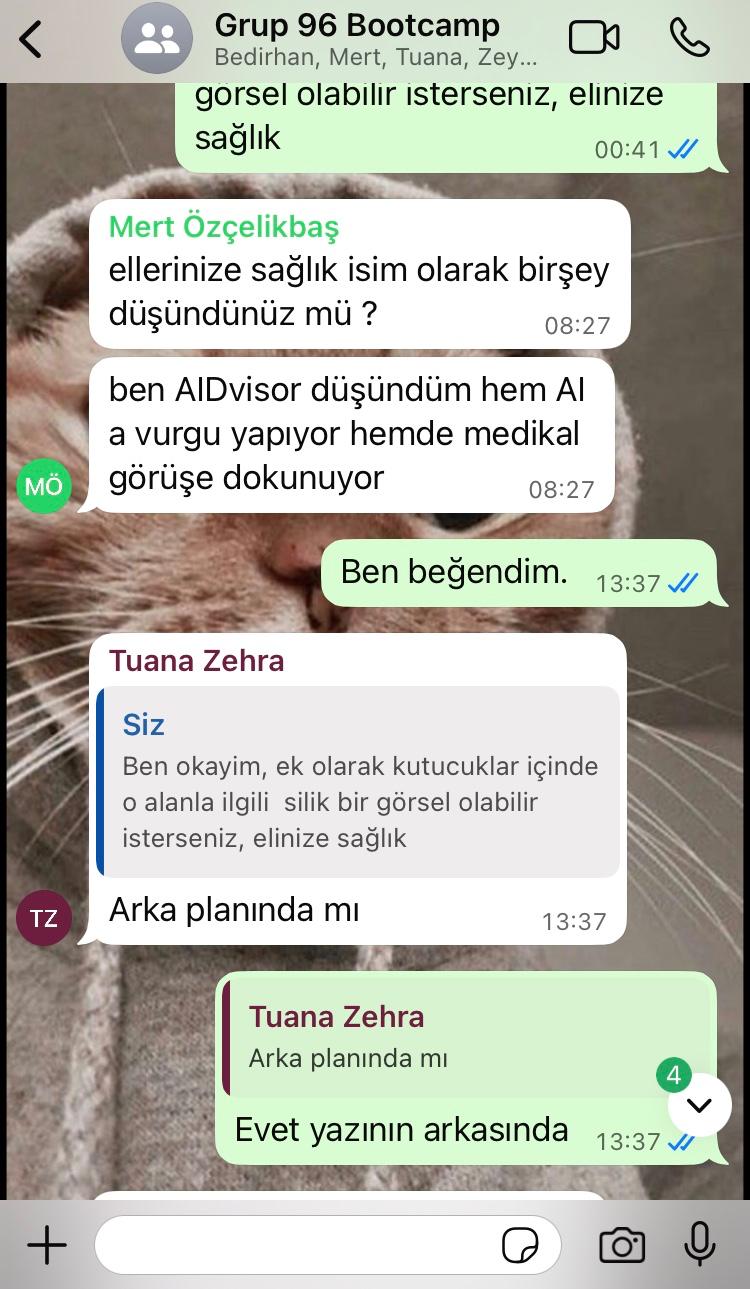 Grup 96 Bootcamp
Bedirhan, Mert, Tuana, Zey...
görsel olabilir isterseniz, elinize
sağlık
00:41
Mert Özçelikbaş
ellerinize sağlık isim olarak birşey
düşündünüz mü ?
08:27
ben AIDvisor düşündüm hem AI
a vurgu yapıyor hemde medikal
görüşe dokunuyor
08:27
MÖ
Ben beğendim.
13:37
Tuana Zehra
Siz
Ben okayim, ek olarak kutucuklar içinde
o alanla ilgili  silik bir görsel olabilir
isterseniz, elinize sağlık
Arka planında mı
13:37
TZ
Tuana Zehra
Arka planında mı
4
Evet yazının arkasında
13:37